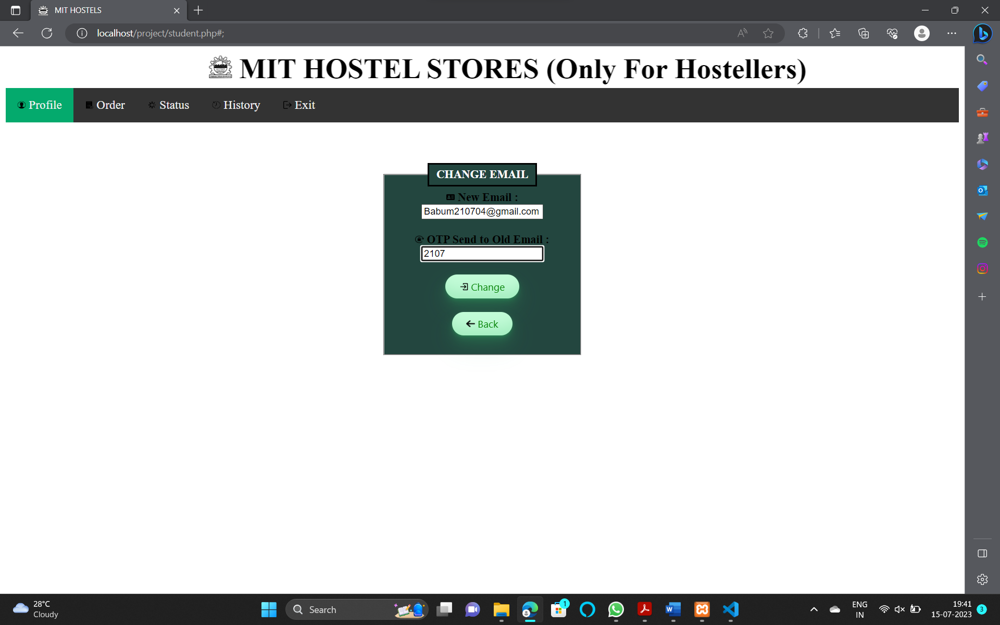 MIT HOSTELS
localhost/project/student.php#;
MIT HOSTEL STORES (Only For Hostellers)
Profile Order Status History Exit
CHANGE EMAIL
New Email :
Babum210704@gmail.com
OTP Send to Old Email :
2107
Change
Back
28°C
Cloudy
Search
1
ENG
IN
19:41
15-07-2023
3